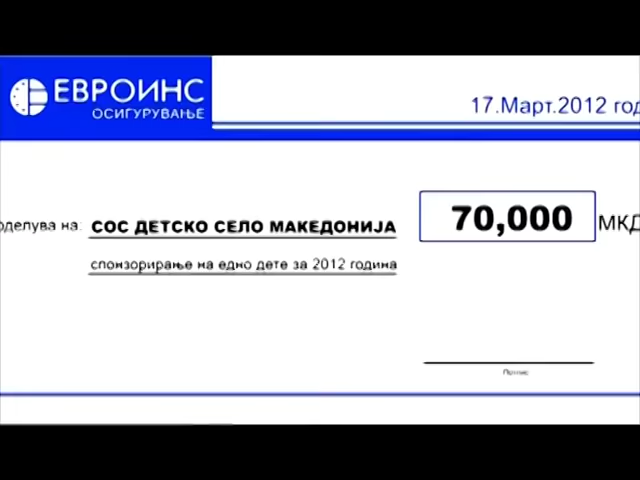 ЕВРОИНС
ОСИГУРУВАЊЕ
17.Март.2012 год
оделува на: СОС ДЕТСКО СЕЛО МАКЕДОНИЈА
70,000 МКД
спонзорирање на едно дете за 2012 година